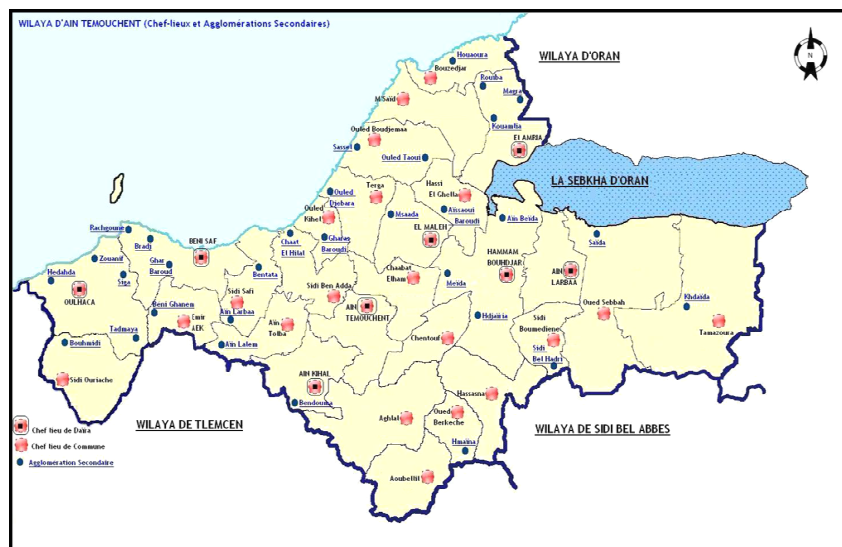 WILAYA D'AIN TEMOUCHENT (Chef-lieux et Agglomérations Secondaires)
WILAYA D'ORAN
N
Houaoura
Bouzedjar
Rouiba
Magra
M/Said
Kouamlia
Ouled Boudjemaa
EL AMRIA
Sassel
Ouled Taoui
LA SEBKHA D'ORAN
Hassi
El Ghella
Terga
Ouled
Djebara
Ouled
Kihel
Msaada
Aïssaoui
Baroudi
Aïn Beïda
Rachgoune
Bradj
BENI SAF
Chaat
El Hilal
Gharas
Baroudi
EL MALEH
Saïda
Zouanif
Ghar
Baroud
Hedahda
Siga
OULHACA
Bentata
Sidi Safi
Sidi Ben Adda
Chaabat
Elham
Meïda
HAMMAM
BOUHDJAR
AIN
LARBAA
AIN
TEMOUCHENT
Beni Ghanem
Emir
AEK
Aïn Larbaa
Aïn
Tolba
Hdjairia
Sidi
Boumediene
Oued Sebbah
Khdaïda
Tamazoura
Tadmaya
Bouhmidi
Aïn Lalem
Chentouf
Sidi
Bel Hadri
Sidi Ouriache
AIN KIHAL
Hassasna
Bendouma
Aghlal
Oued
Berkeche
WILAYA DE TLEMCEN
WILAYA DE SIDI BEL ABBES
Hmaïna
Aoubellil
Chef lieu de Daïra
Chef lieu de Commune
Agglomeration Secondaire